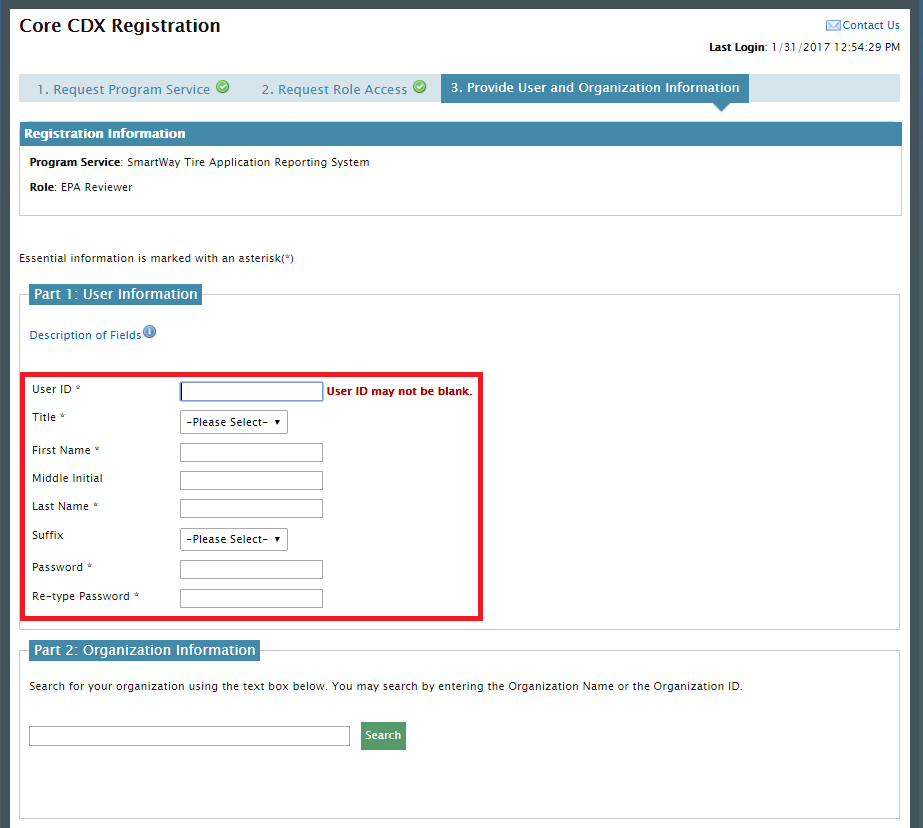 Core CDX Registration
Contact Us
Last Login: 1/31/2017 12:54:29 PM
1. Request Program Service
2. Request Role Access
3. Provide User and Organization Information
Registration Information
Program Service: SmartWay Tire Application Reporting System
Role: EPA Reviewer
Essential information is marked with an asterisk(*)
Part 1: User Information
Description of Fields
User ID *
User ID may not be blank.
Title *
-Please Select-
First Name *
Middle Initial
Last Name *
Suffix
-Please Select-
Password *
Re-type Password *
Part 2: Organization Information
Search for your organization using the text box below. You may search by entering the Organization Name or the Organization ID.
Search